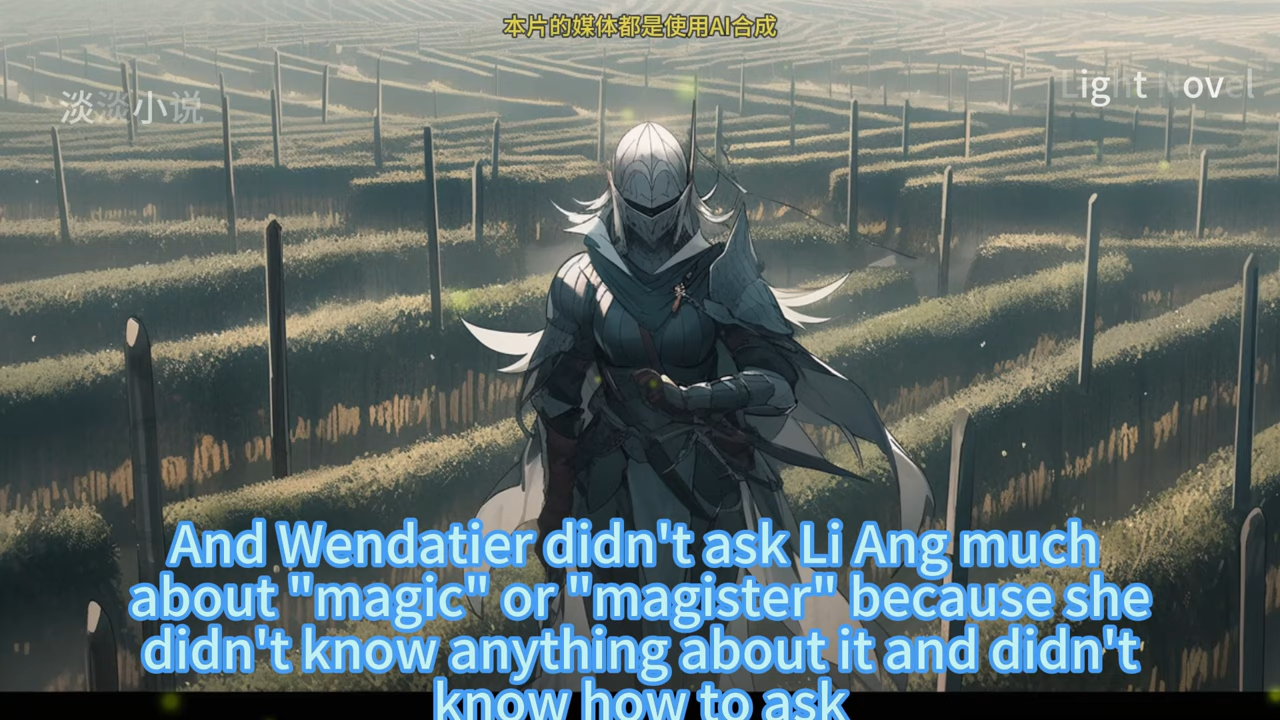 本片的媒体都是使用AI合成
淡淡小说
Light Novel
And Wendatier didn't ask Li Ang much
about "magic" or "magister" because she
didn't know anything about it and didn't
know how to ask